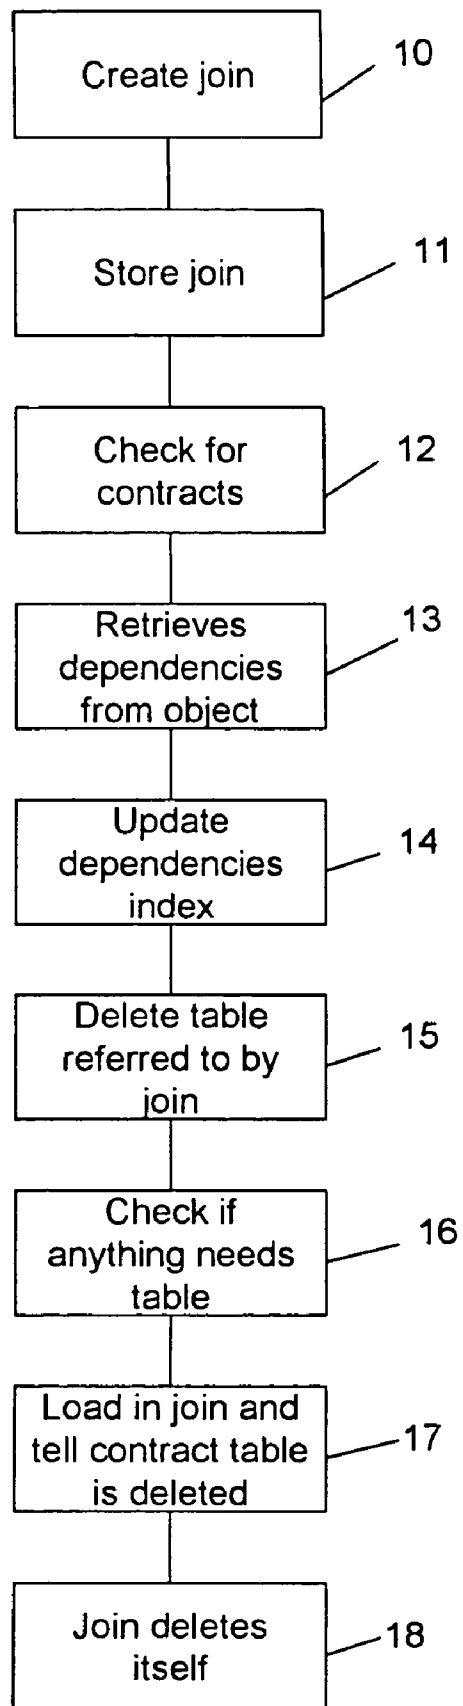 Create join
10
Store join
11
Check for
contracts
12
Retrieves
dependencies
from object
13
Update
dependencies
index
14
Delete table
referred to by
join
15
Check if
anything needs
table
16
Load in join and
tell contract table
is deleted
17
Join deletes
itself
18